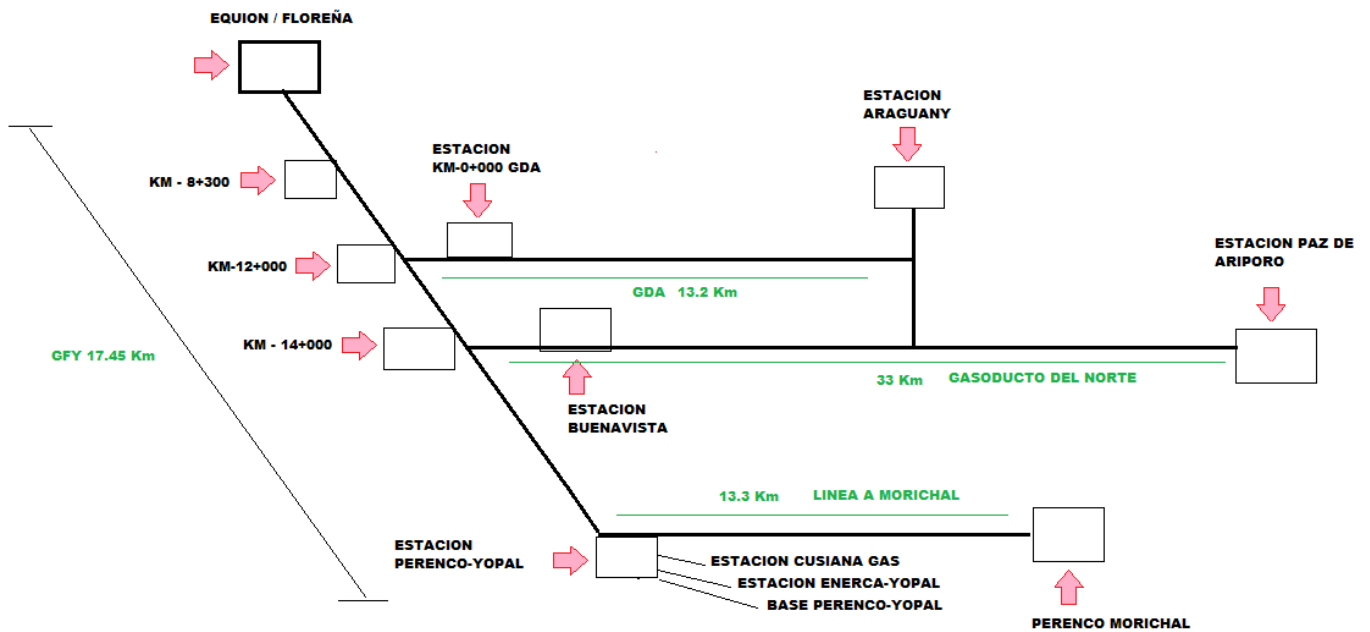 EQUION / FLOREÑA
ESTACION
ARAGUANY
ESTACION
KM-0+000 GDA
KM - 8+300
ESTACION PAZ DE
ARIPORO
KM-12+000
GDA 13.2 Km
KM - 14+000
GFY 17.45 Km
33 Km GASODUCTO DEL NORTE
ESTACION
BUENAVISTA
13.3 Km LINEA A MORICHAL
ESTACION
PERENCO-YOPAL
ESTACION CUSIANA GAS
ESTACION ENERCA-YOPAL
BASE PERENCO-YOPAL
PERENCO MORICHAL